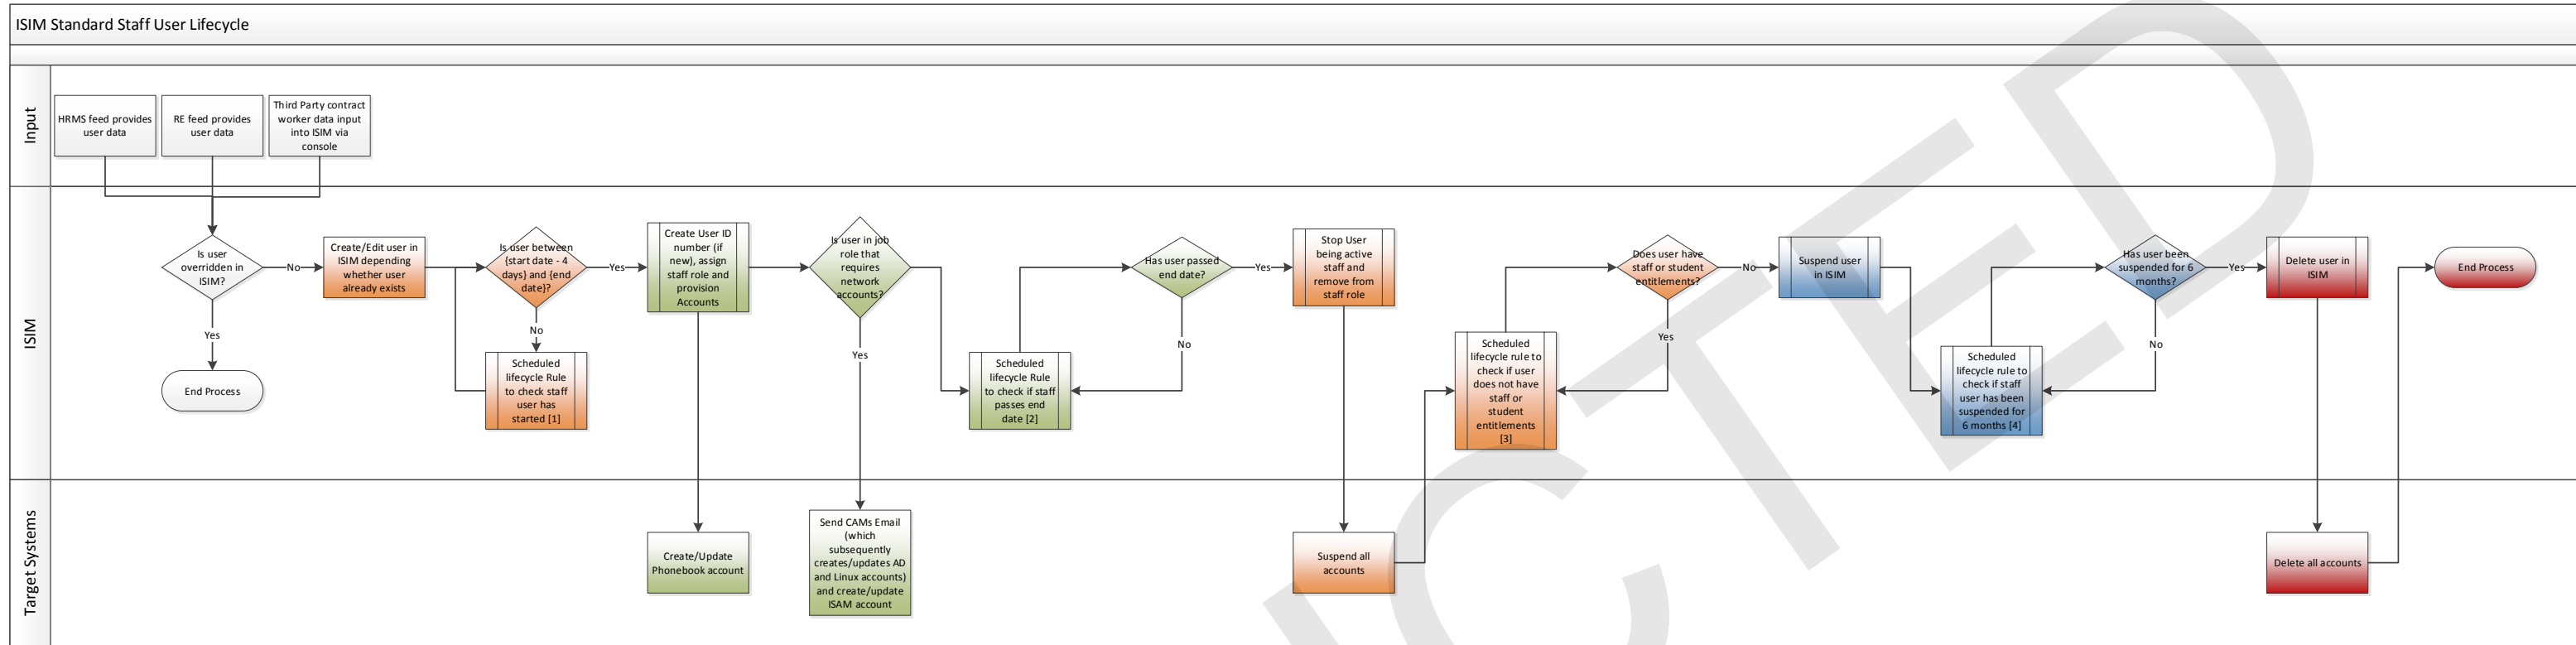 ISIM Standard Staff User Lifecycle
Input
HRMS feed provides
user data
RE feed provides
user data
Third Party contract
worker data input
into ISIM via
console
ISIM
Is user
overridden in
ISIM?
No
Yes
End Process
Create/Edit user in
ISIM depending
whether user
already exists
Is user between
{start date - 4
days} and {end
date}?
Yes
No
Scheduled
lifecycle Rule
to check staff
user has
started [1]
Create User ID
number (if
new), assign
staff role and
provision
Accounts
Is user in job
role that
requires
network
accounts?
Yes
Scheduled
lifecycle Rule
to check if staff
passes end
date [2]
Has user passed
end date?
Yes
No
Stop User
being active
staff and
remove from
staff role
Scheduled
lifecycle rule to
check if user
does not have
staff or
student
entitlements
[3]
Does user have
staff or student
entitlements?
No
Yes
Suspend user
in ISIM
Scheduled
lifecycle rule to
check if staff
user has been
suspended for
6 months [4]
Has user been
suspended for 6
months?
Yes
No
Delete user in
ISIM
End Process
Target Systems
Create/Update
Phonebook account
Send CAMs Email
(which
subsequently
creates/updates AD
and Linux accounts)
and create/update
ISAM account
Suspend all
accounts
Delete all accounts
CTED